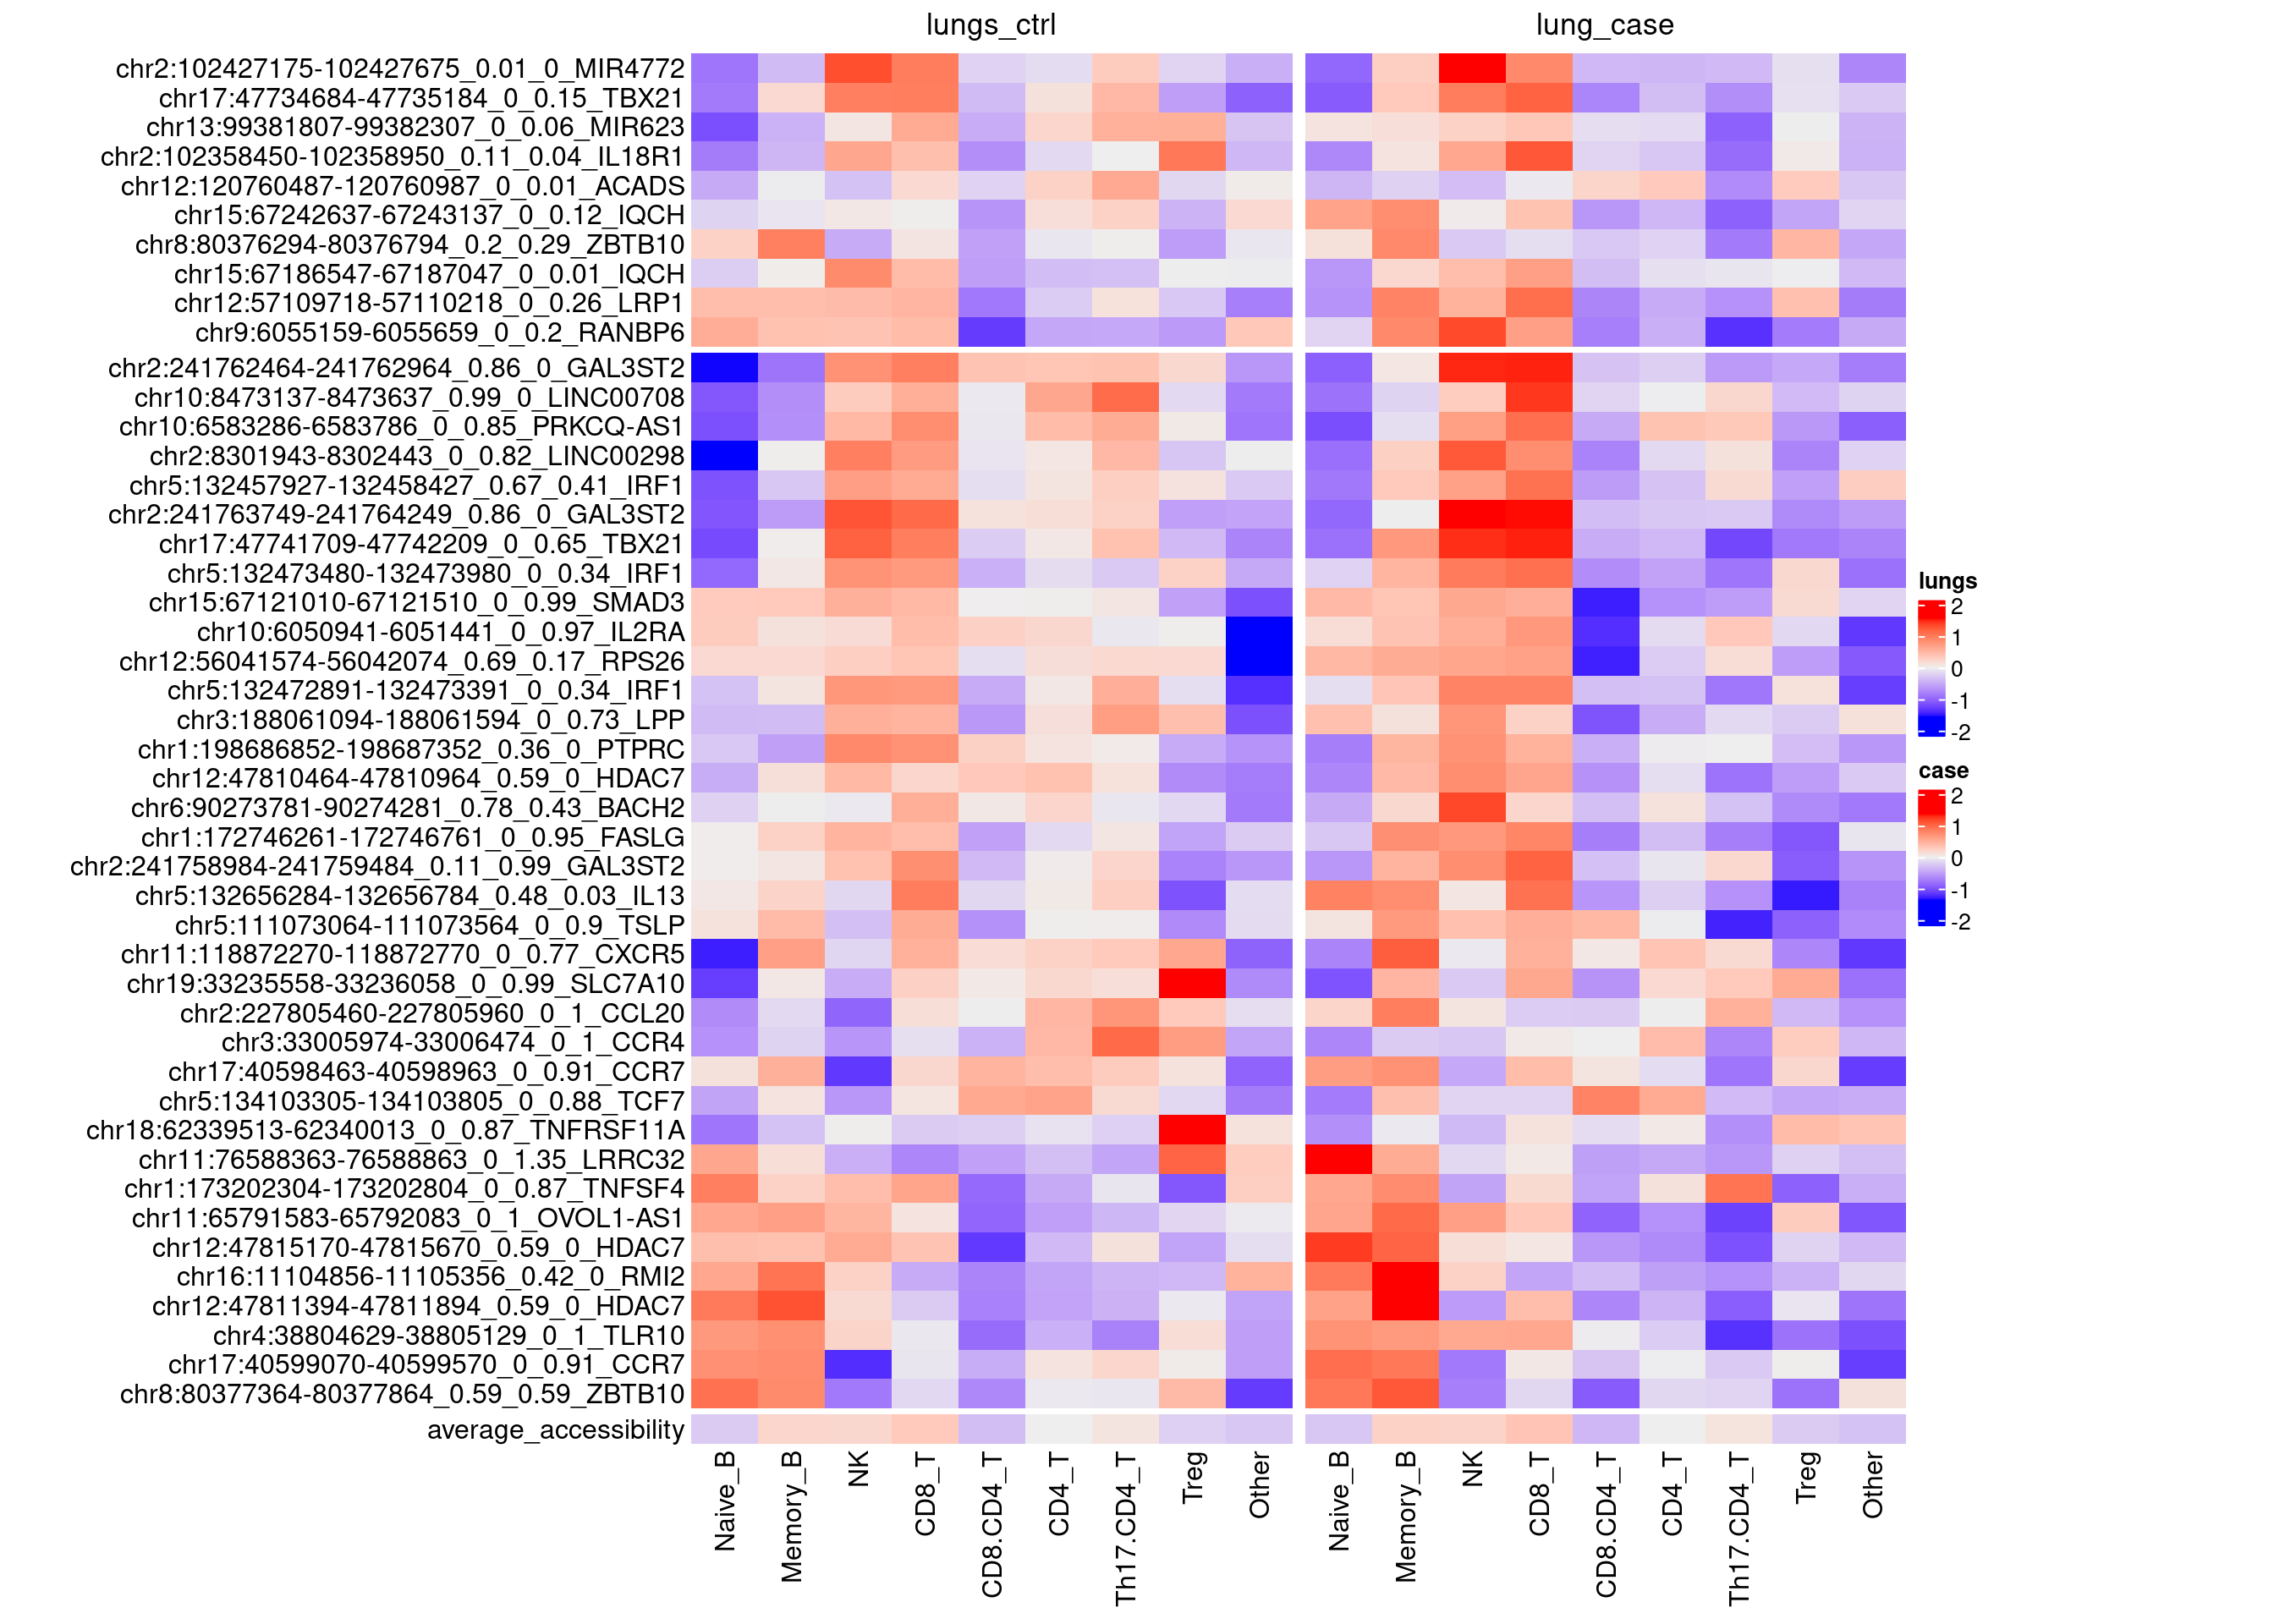 lungs_ctrl
lung_case
chr2:102427175-102427675_0.01_0_MIR4772
chr17:47734684-47735184_0_0.15_TBX21
chr13:99381807-99382307_0_0.06_MIR623
chr2:102358450-102358950_0.11_0.04_IL18R1
chr12:120760487-120760987_0_0.01_ACADS
chr15:67242637-67243137_0_0.12_IQCH
chr8:80376294-80376794_0.2_0.29_ZBTB10
chr15:67186547-67187047_0_0.01_IQCH
chr12:57109718-57110218_0_0.26_LRP1
chr9:6055159-6055659_0_0.2_RANBP6
chr2:241762464-241762964_0.86_0_GAL3ST2
chr10:8473137-8473637_0.99_0_LINC00708
chr10:6583286-6583786_0_0.85_PRKCQ-AS1
chr2:8301943-8302443_0_0.82_LINC00298
chr5:132457927-132458427_0.67_0.41_IRF1
chr2:241763749-241764249_0.86_0_GAL3ST2
chr17:47741709-47742209_0_0.65_TBX21
chr5:132473480-132473980_0_0.34_IRF1
chr15:67121010-67121510_0_0.99_SMAD3
chr10:6050941-6051441_0_0.97_IL2RA
chr12:56041574-56042074_0.69_0.17_RPS26
chr5:132472891-132473391_0_0.34_IRF1
chr3:188061094-188061594_0_0.73_LPP
chr1:198686852-198687352_0.36_0_PTPRC
chr12:47810464-47810964_0.59_0_HDAC7
chr6:90273781-90274281_0.78_0.43_BACH2
chr1:172746261-172746761_0_0.95_FASLG
chr2:241758984-241759484_0.11_0.99_GAL3ST2
chr5:132656284-132656784_0.48_0.03_IL13
chr5:111073064-111073564_0_0.9_TSLP
chr11:118872270-118872770_0_0.77_CXCR5
chr19:33235558-33236058_0_0.99_SLC7A10
chr2:227805460-227805960_0_1_CCL20
chr3:33005974-33006474_0_1_CCR4
chr17:40598463-40598963_0_0.91_CCR7
chr5:134103305-134103805_0_0.88_TCF7
chr18:62339513-62340013_0_0.87_TNFRSF11A
chr11:76588363-76588863_0_1.35_LRRC32
chr1:173202304-173202804_0_0.87_TNFSF4
chr11:65791583-65792083_0_1_OVOL1-AS1
chr12:47815170-47815670_0.59_0_HDAC7
chr16:11104856-11105356_0.42_0_RMI2
chr12:47811394-47811894_0.59_0_HDAC7
chr4:38804629-38805129_0_1_TLR10
chr17:40599070-40599570_0_0.91_CCR7
chr8:80377364-80377864_0.59_0.59_ZBTB10
average_accessibility
Naive_B
Memory_B
NK
CD8_T
CD8.CD4_T
CD4_T
Th17.CD4_T
Treg
Other
Naive_B
Memory_B
NK
CD8_T
CD8.CD4_T
CD4_T
Th17.CD4_T
Treg
Other
lungs
2
1
0
-1
-2
case
2
1
0
-1
-2